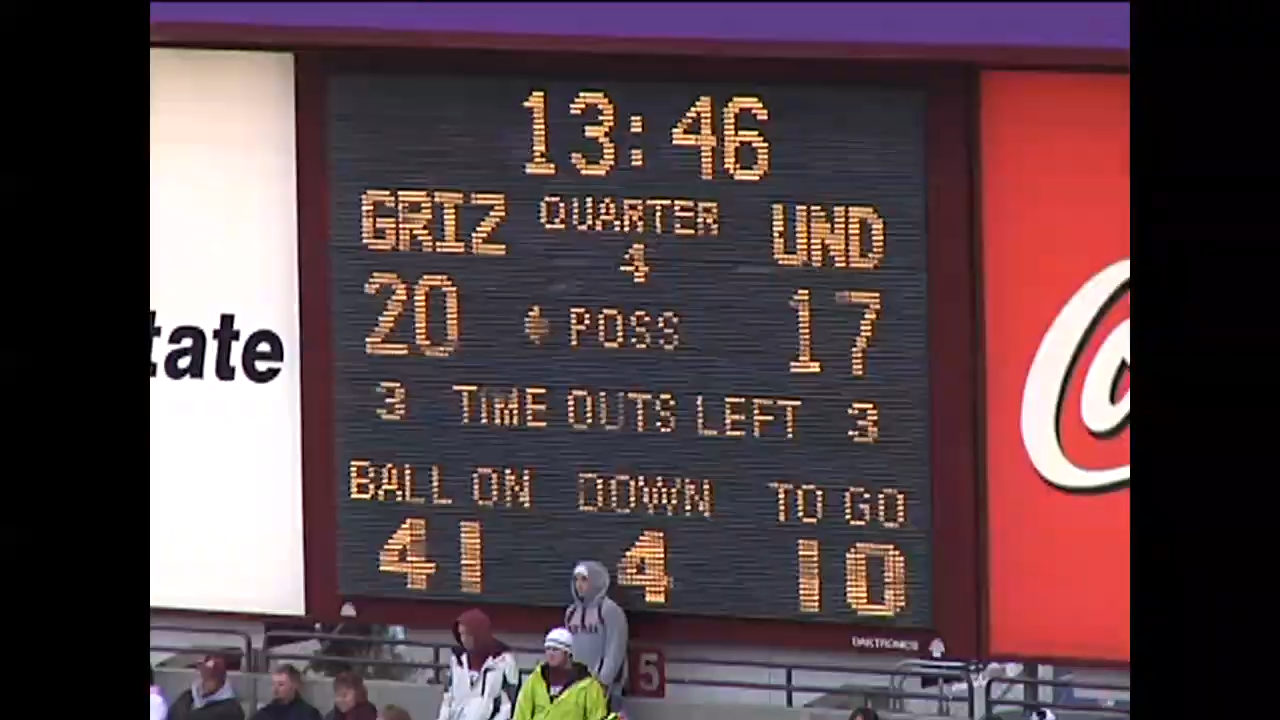 13:46
GRIZ QUARTER UND
4
20 POSS 17
3 TIME OUTS LEFT 3
BALL ON DOWN TO GO
41 4 10
tate
DAKTRONICS
5